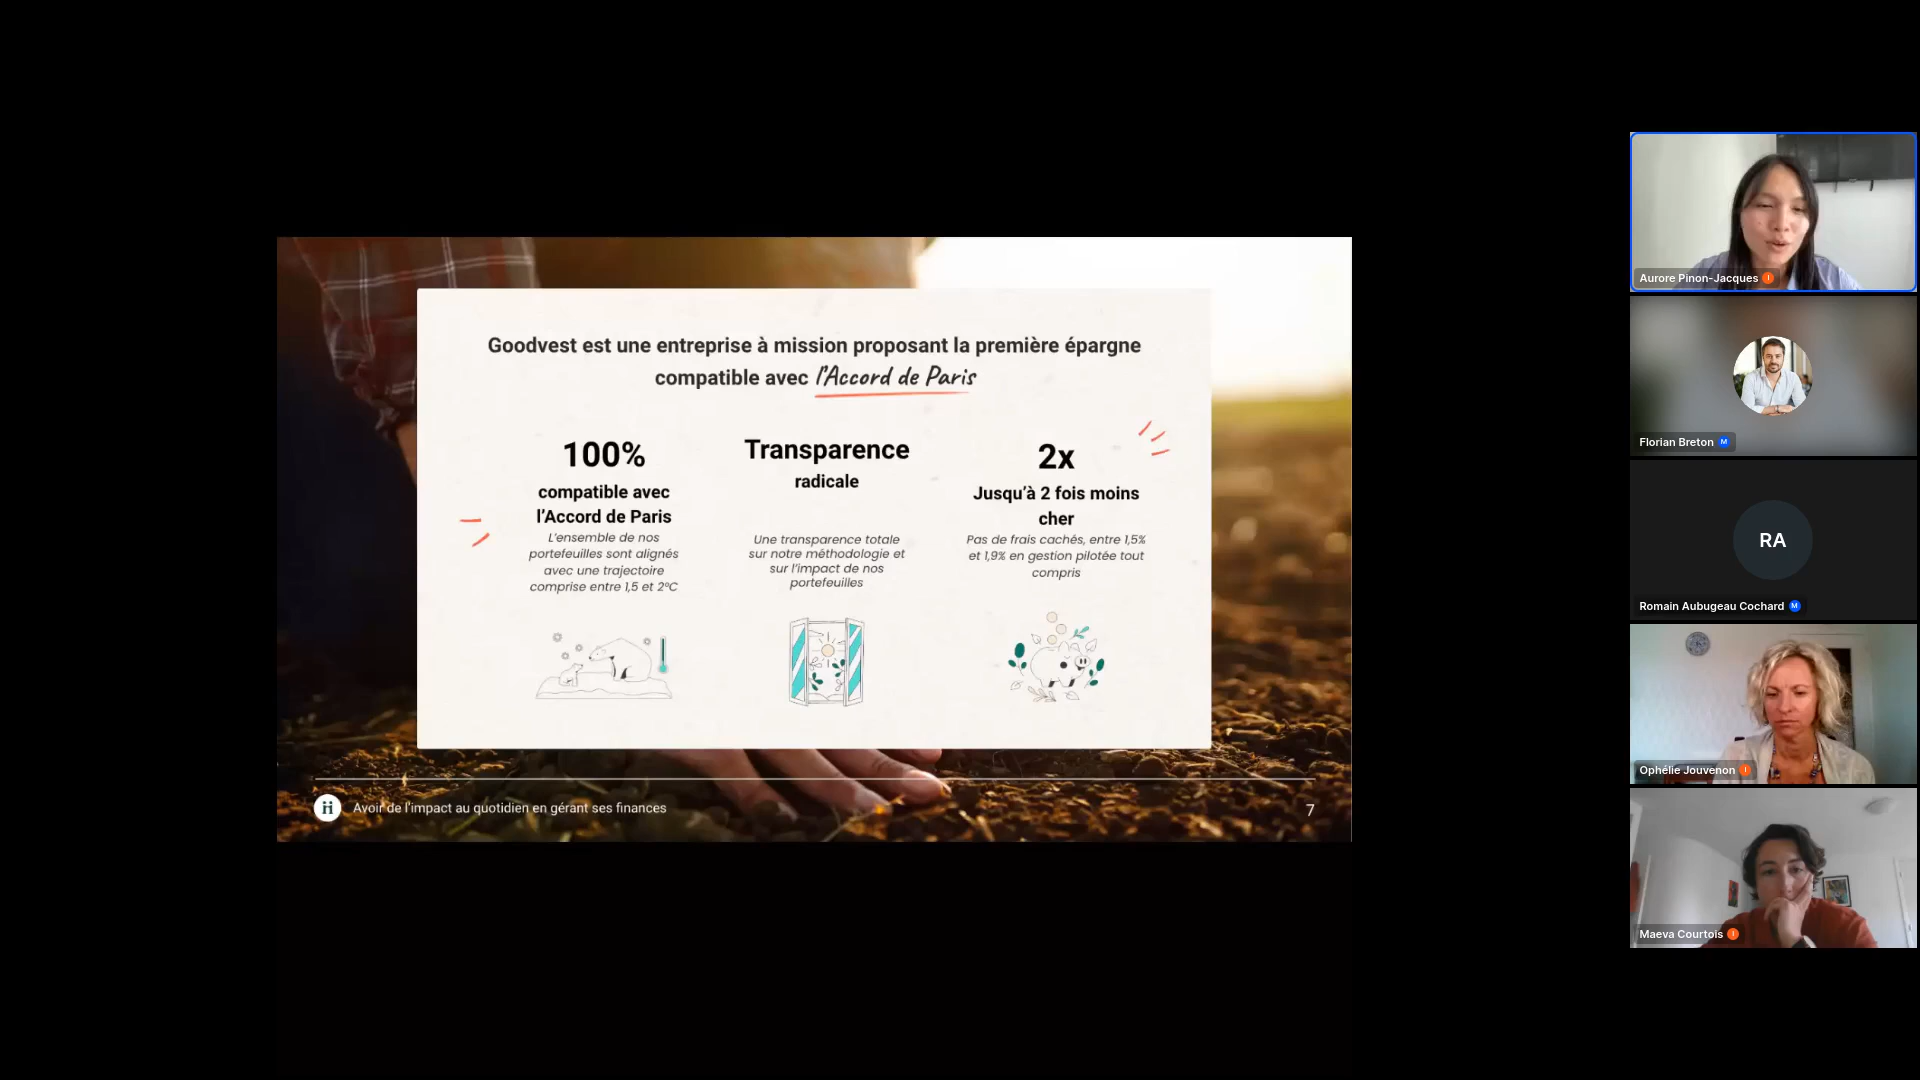 Goodvest est une entreprise à mission proposant la première épargne
compatible avec l'Accord de Paris
100%
compatible avec
l'Accord de Paris
L'ensemble de nos
portefeuilles sont alignés
avec une trajectoire
comprise entre 1,5 et 2°C
Transparence
radicale
Une transparence totale
sur notre méthodologie et
sur l'impact de nos
portefeuilles
2x
Jusqu'à 2 fois moins
cher
Pas de frais cachés, entre 1,5%
et 1,9% en gestion pilotée tout
compris
Avoir de l'impact au quotidien en gérant ses finances
7
Aurore Pinon-Jacques
Florian Breton M
RA
Romain Aubugeau Cochard M
Ophélie Jouvenon
Maeva Courtois